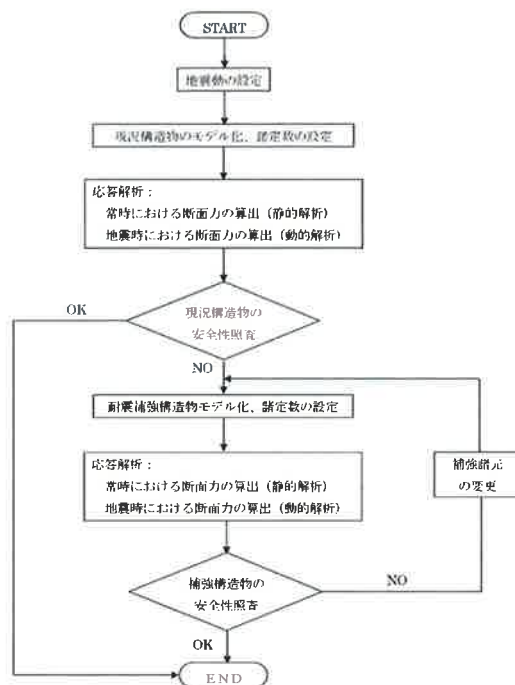 START
地震動の設定
現況構造物のモデル化、諸定数の設定
応答解析：
常時における断面力の算出（静的解析）
地震時における断面力の算出（動的解析）
OK
現況構造物の
安全性照査
NO
耐震補強構造物モデル化、諸定数の設定
応答解析：
常時における断面力の算出（静的解析）
地震時における断面力の算出（動的解析）
補強諸元
の変更
補強構造物の
安全性照査
NO
OK
END